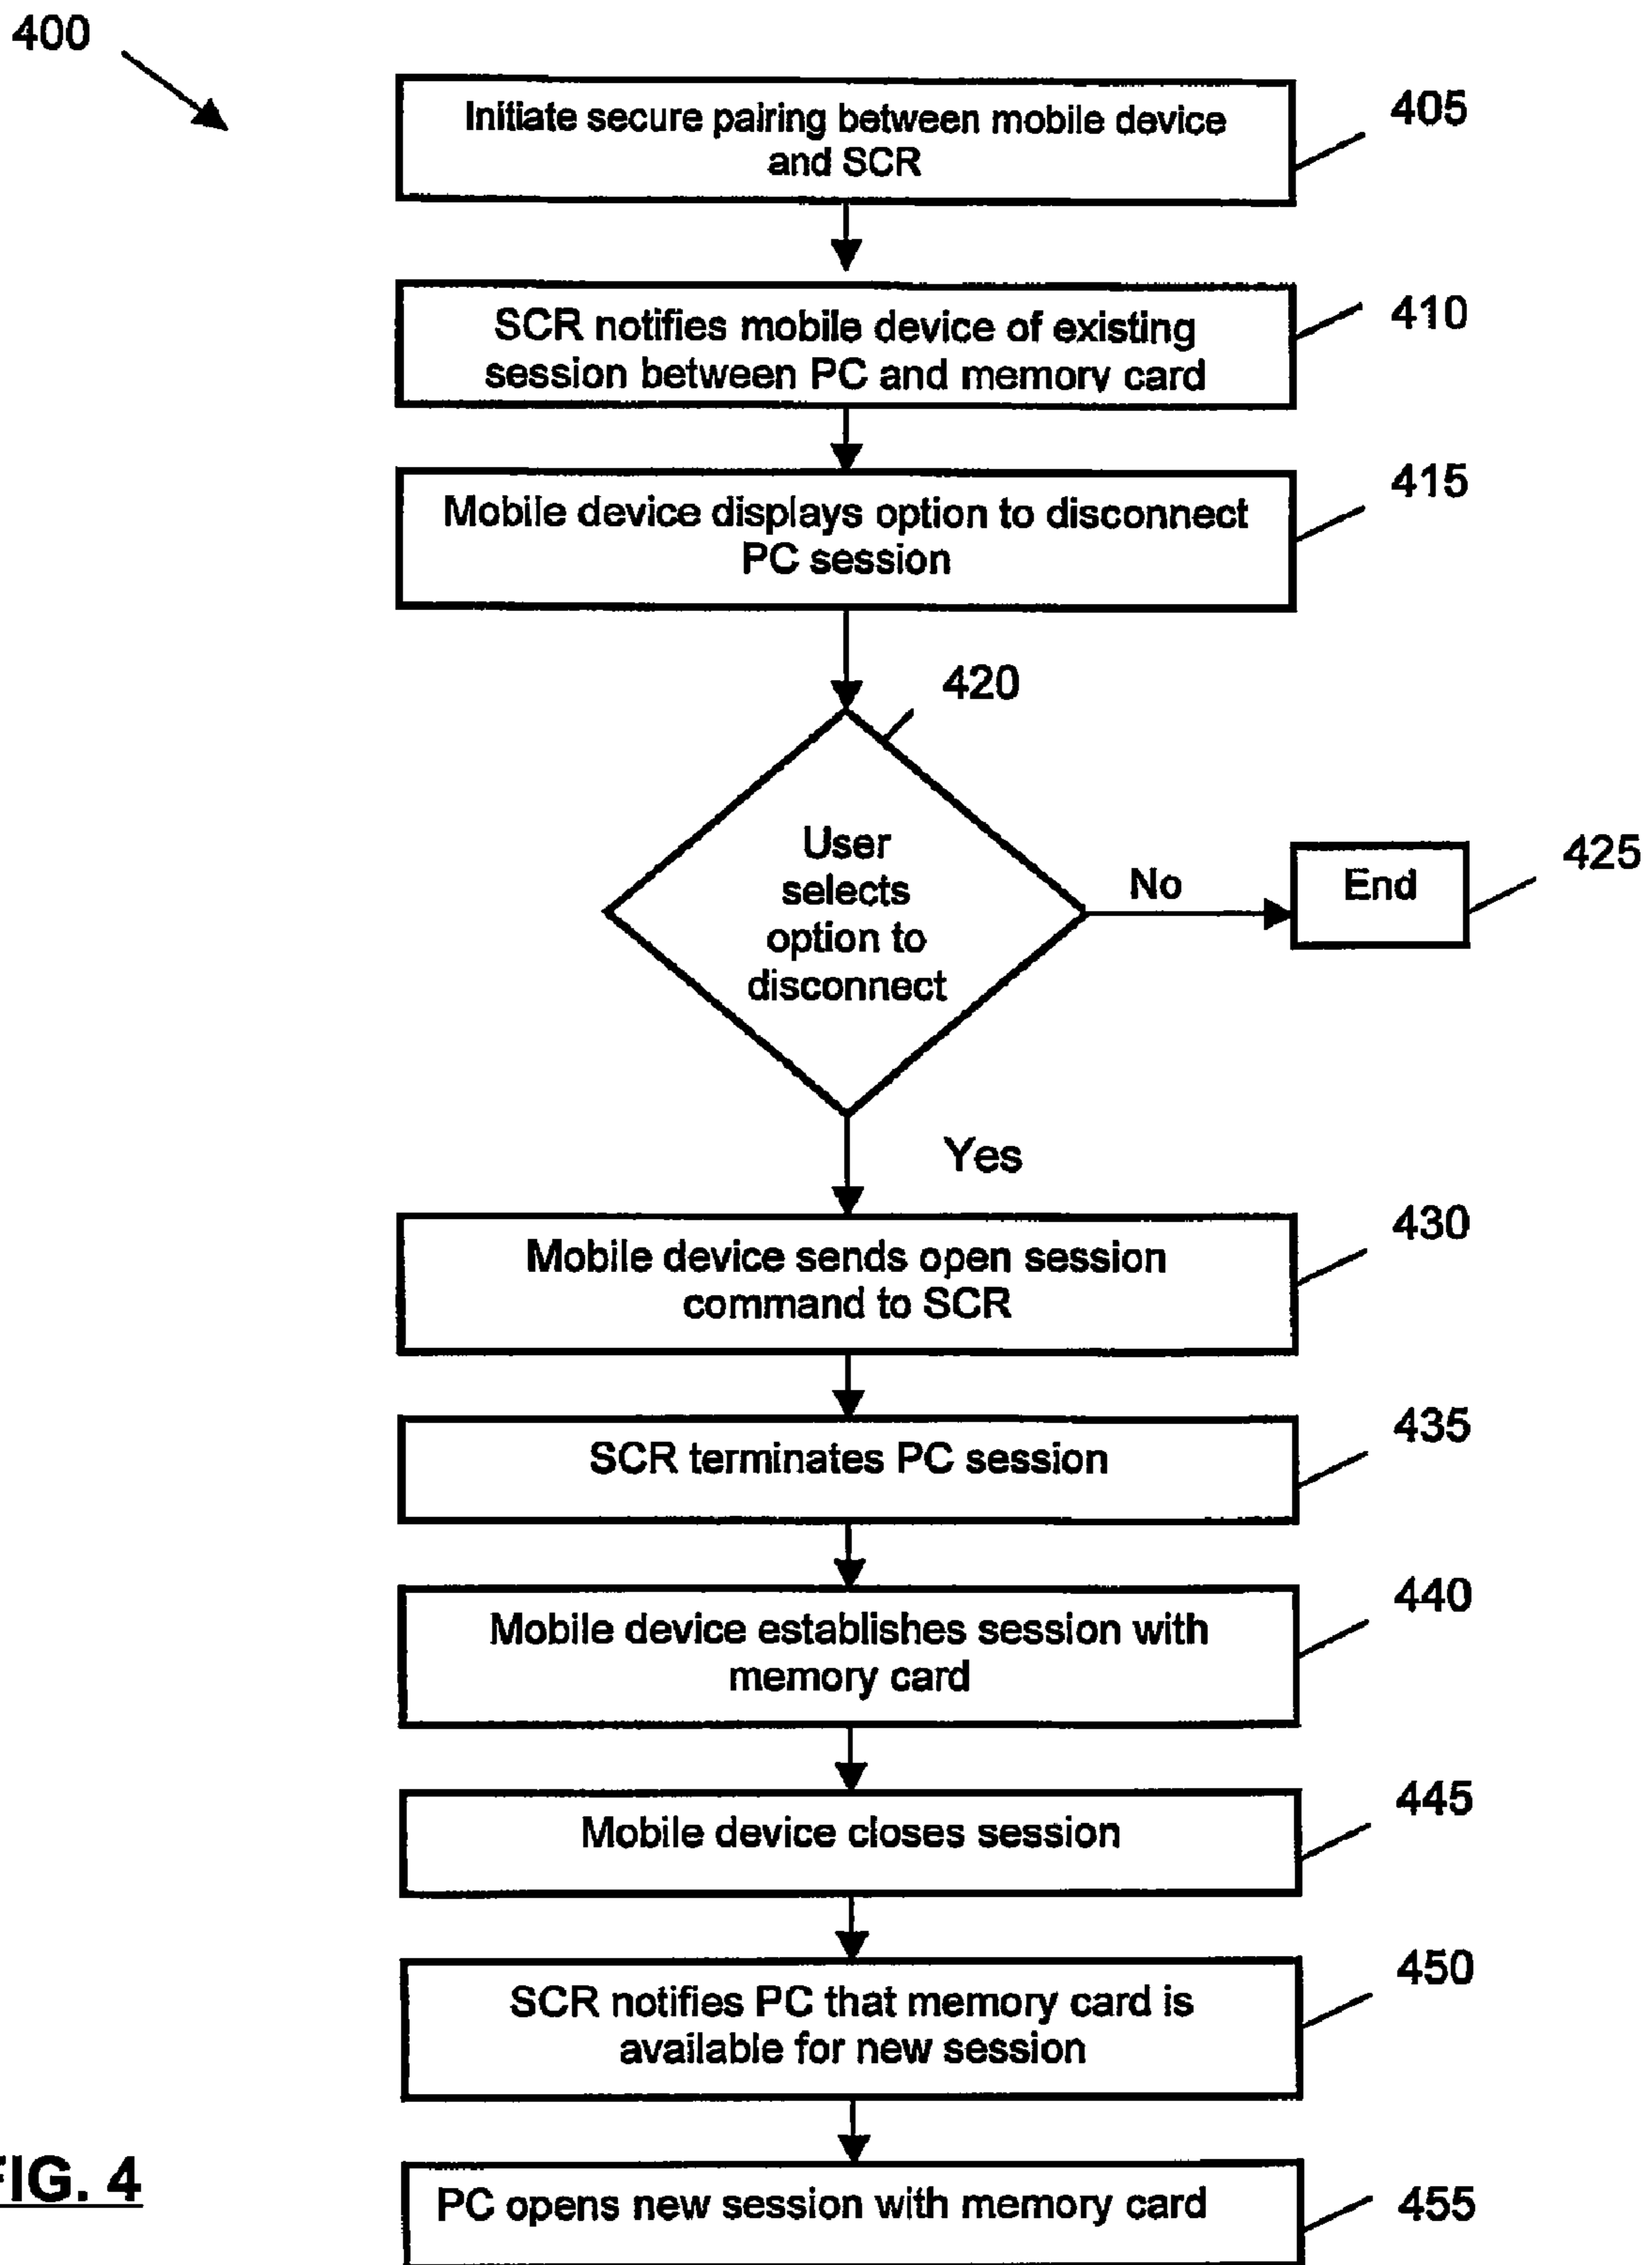 400
Initiate secure pairing between mobile device
and SCR
405
SCR notifies mobile device of existing
session between PC and memory card
410
Mobile device displays option to disconnect
PC session
415
420
User
selects
option to
disconnect
No
End
425
Yes
Mobile device sends open session
command to SCR
430
SCR terminates PC session
435
Mobile device establishes session with
memory card
440
Mobile device closes session
445
SCR notifies PC that memory card is
available for new session
450
PC opens new session with memory card
455
FIG. 4